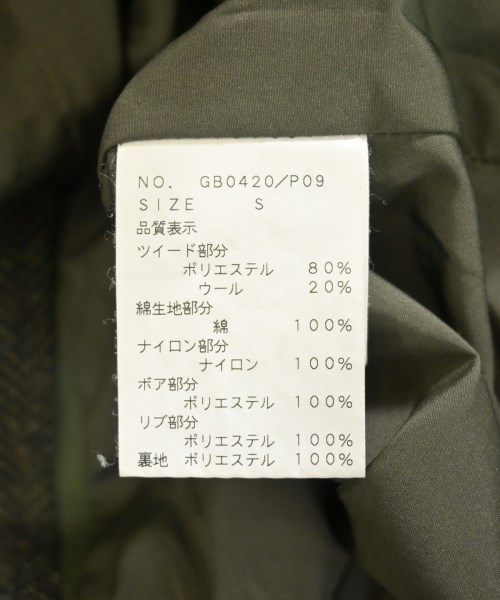 NO. GB0420/P09
SIZE S
品質表示
ツイード部分
ポリエステル 80%
ウール 20%
綿生地部分
綿 100%
ナイロン部分
ナイロン 100%
ボア部分
ポリエステル 100%
リブ部分
ポリエステル 100%
裏地 ポリエステル 100%